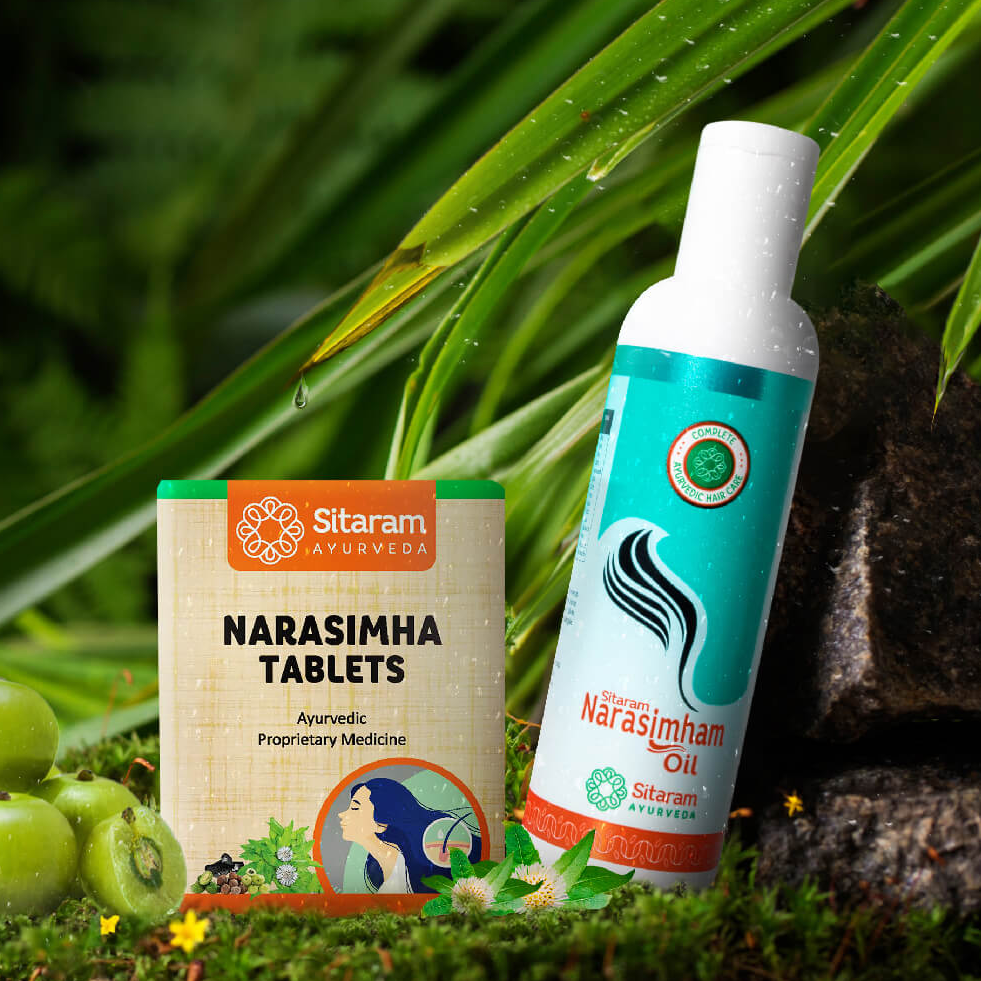 Sitaram
AYURVEDA
NARASIMHA
TABLETS
Ayurvedic
Proprietary Medicine
COMPLETE
AYURVEDIC HAIR CARE
Sitaram
Narasimham
Oil
Sitaram
AYURVEDA